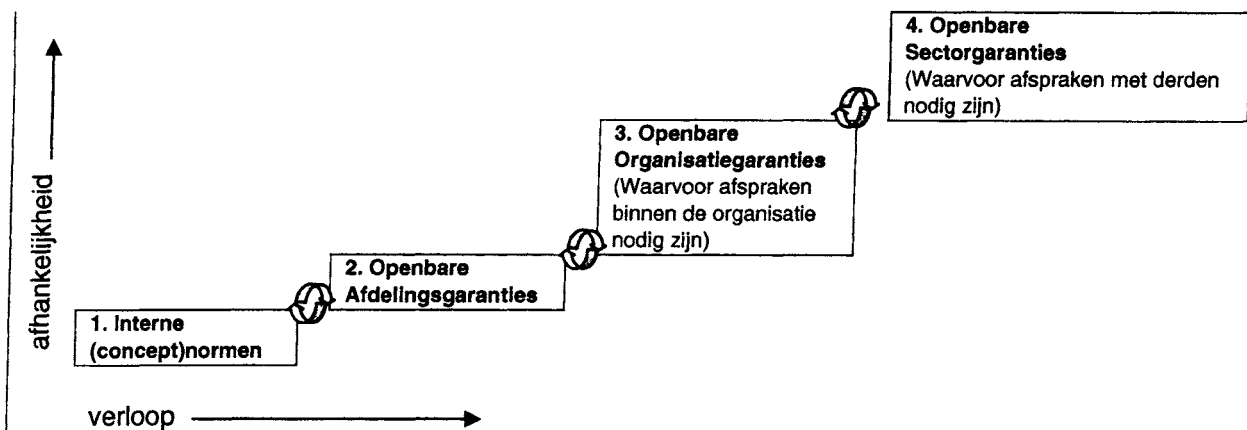 4. Openbare
Sectorgaranties
(Waarvoor afspraken met derden
nodig zijn)
3. Openbare
Organisatiegaranties
(Waarvoor afspraken
binnen de organisatie
nodig zijn)
2. Openbare
Afdelingsgaranties
1. Interne
(concept)normen
afhankelijkheid
verloop